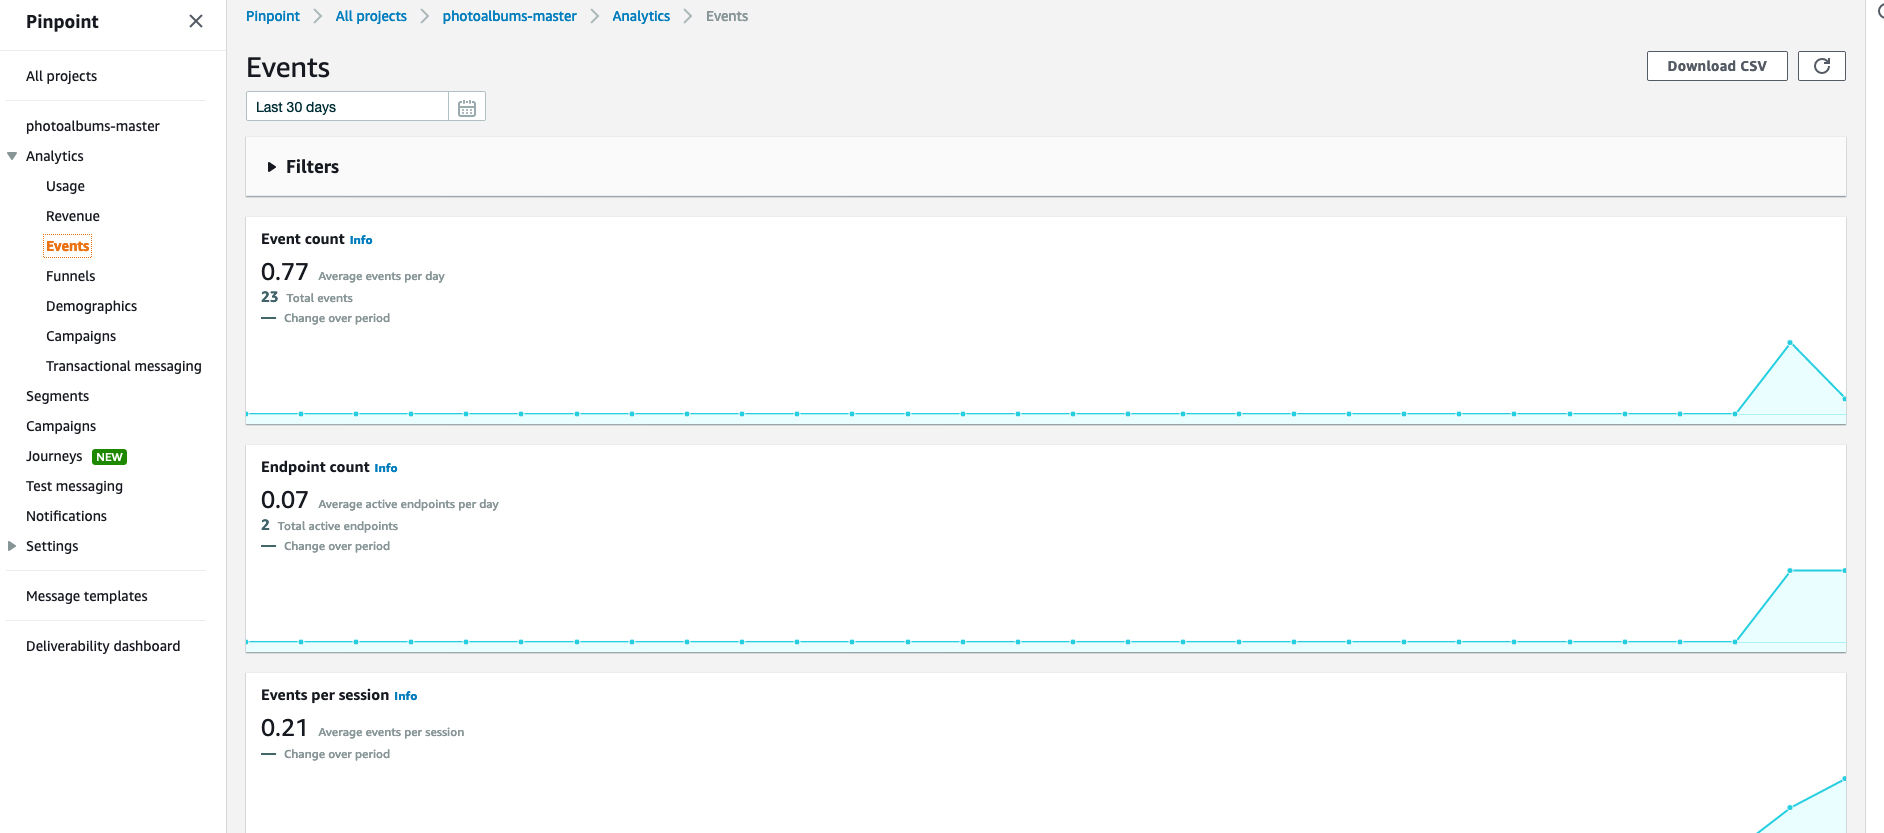 Pinpoint
All projects
photoalbums-master
Analytics
Usage
Revenue
Events
Funnels
Demographics
Campaigns
Transactional messaging
Segments
Campaigns
Journeys NEW
Test messaging
Notifications
Settings
Message templates
Deliverability dashboard
Pinpoint All projects photoalbums-master Analytics Events
Events
Download CSV
Last 30 days
Filters
Event count Info
0.77 Average events per day
23 Total events
Change over period
Endpoint count Info
0.07 Average active endpoints per day
2 Total active endpoints
Change over period
Events per session Info
0.21 Average events per session
Change over period